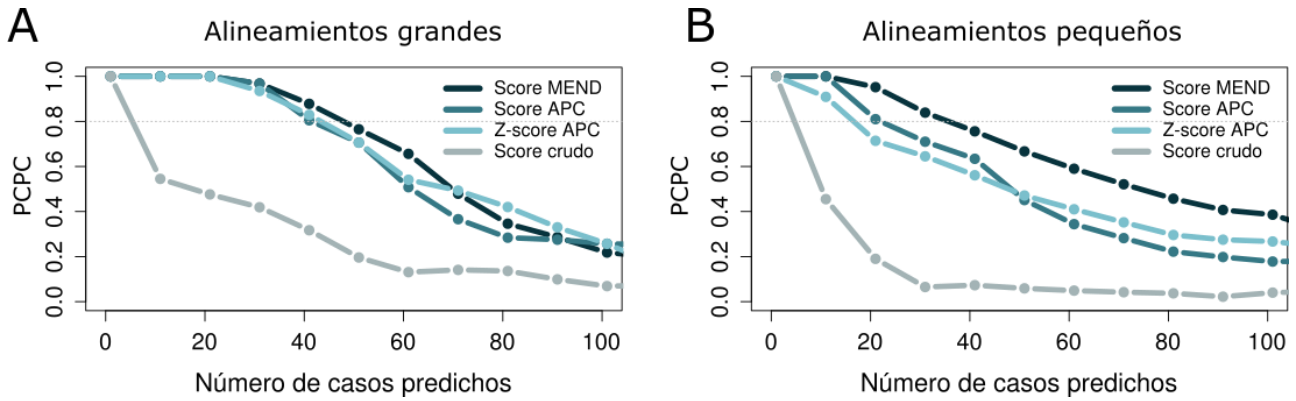 A
Alineamientos grandes
PCPC
1.0
0.8
0.6
0.4
0.2
0.0
Score MEND
Score APC
Z-score APC
Score crudo
0 20 40 60 80 100
Número de casos predichos
B
Alineamientos pequeños
PCPC
1.0
0.8
0.6
0.4
0.2
0.0
Score MEND
Score APC
Z-score APC
Score crudo
0 20 40 60 80 100
Número de casos predichos